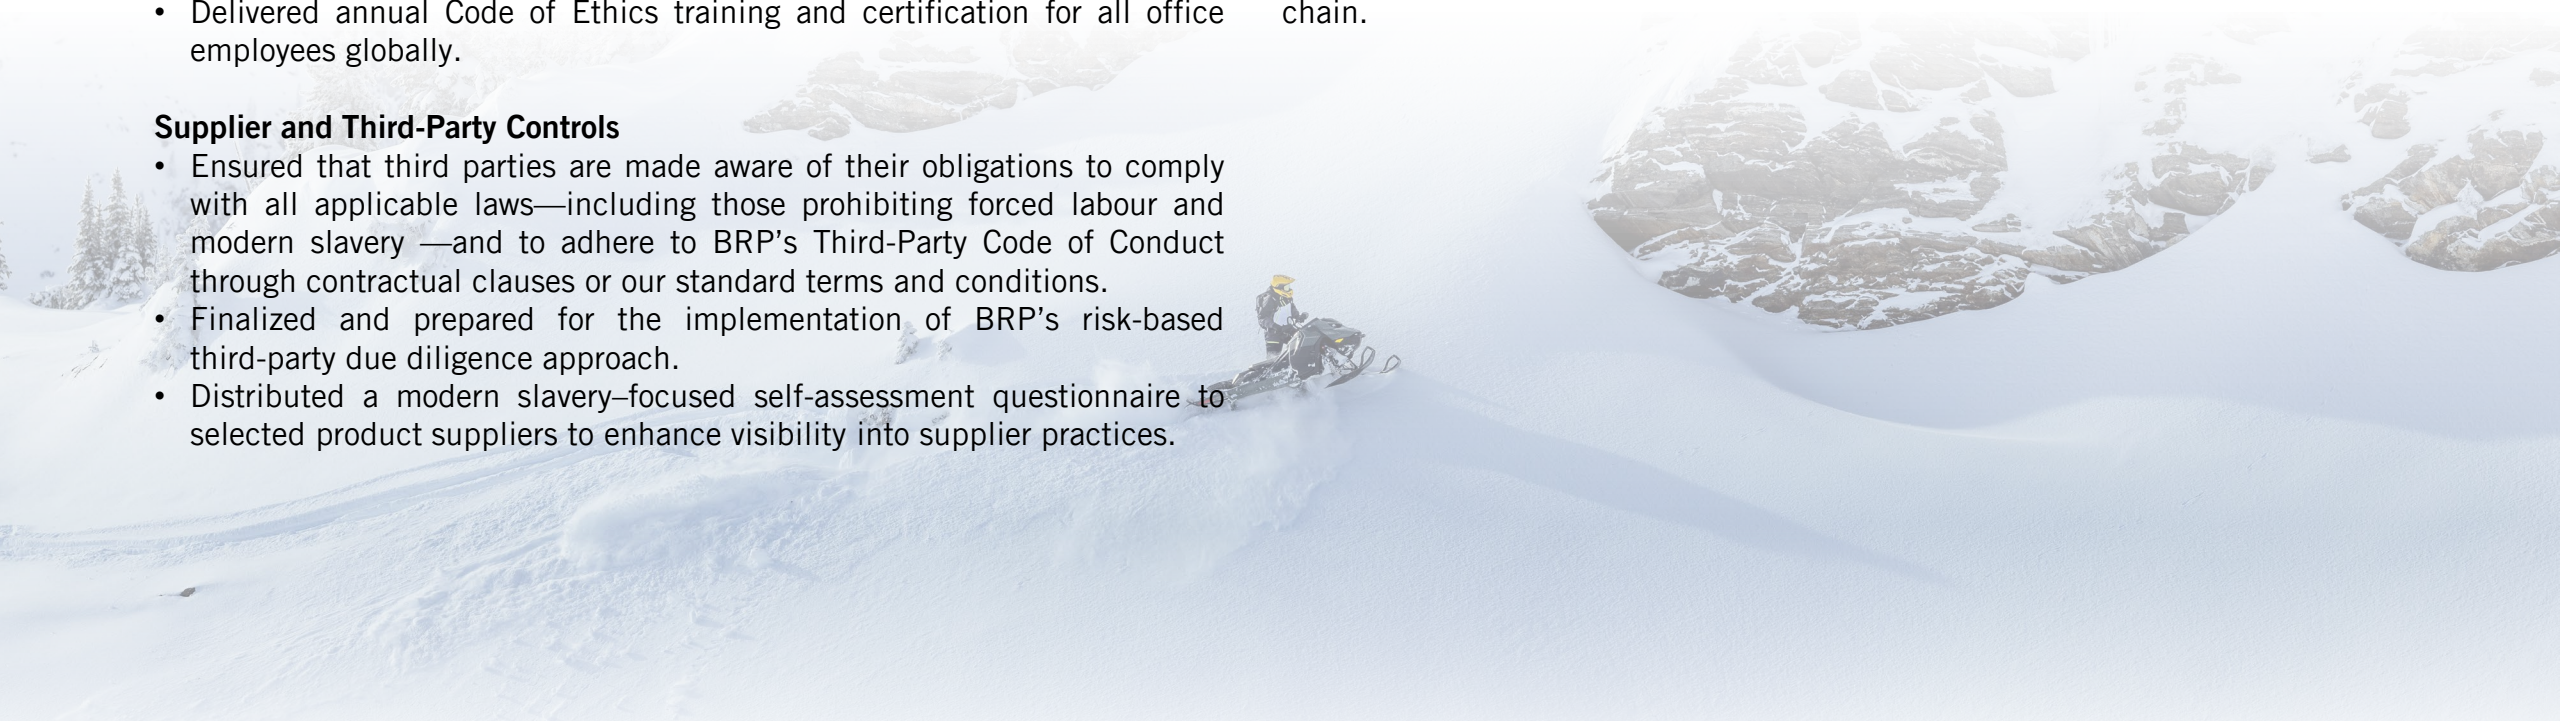 • Delivered annual Code of Ethics training and certification for all office
employees globally.
Supplier and Third-Party Controls
• Ensured that third parties are made aware of their obligations to comply
with all applicable laws—including those prohibiting forced labour and
modern slavery —and to adhere to BRP’s Third-Party Code of Conduct
through contractual clauses or our standard terms and conditions.
• Finalized and prepared for the implementation of BRP’s risk-based
third-party due diligence approach.
• Distributed a modern slavery–focused self-assessment questionnaire to
selected product suppliers to enhance visibility into supplier practices.
chain.